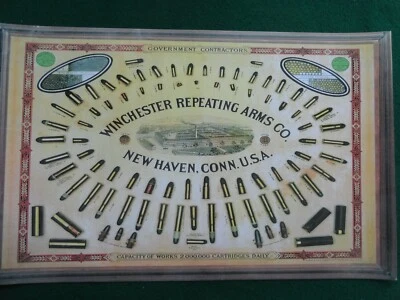 GOVERNMENT CONTRACTORS
WINCHESTER REPEATING ARMS CO.
NEW HAVEN, CONN. U.S.A.
CAPACITY OF WORKS 2,000,000 CARTRIDGES DAILY